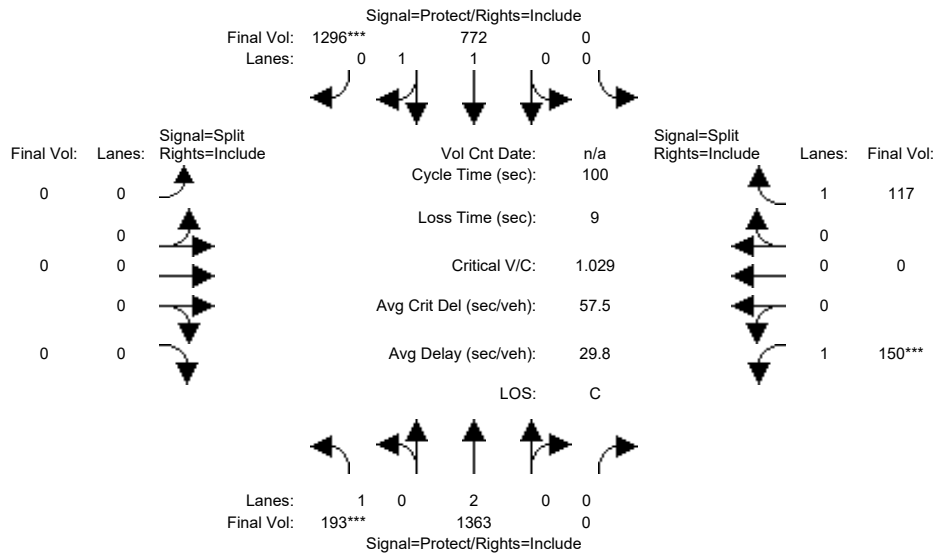 Signal=Protect/Rights=Include
Final Vol: 1296*** 772 0
Lanes: 0 1 1 0 0
Signal=Split
Final Vol: Lanes: Rights=Include
Vol Cnt Date: n/a
Signal=Split
Rights=Include Lanes: Final Vol:
Cycle Time (sec): 100
0 0
1 117
Loss Time (sec): 9
0
0
0 0
Critical V/C: 1.029
0 0
0
Avg Crit Del (sec/veh): 57.5
0
0 0
Avg Delay (sec/veh): 29.8
1 150***
LOS: C
Lanes: 1 0 2 0 0
Final Vol: 193*** 1363 0
Signal=Protect/Rights=Include